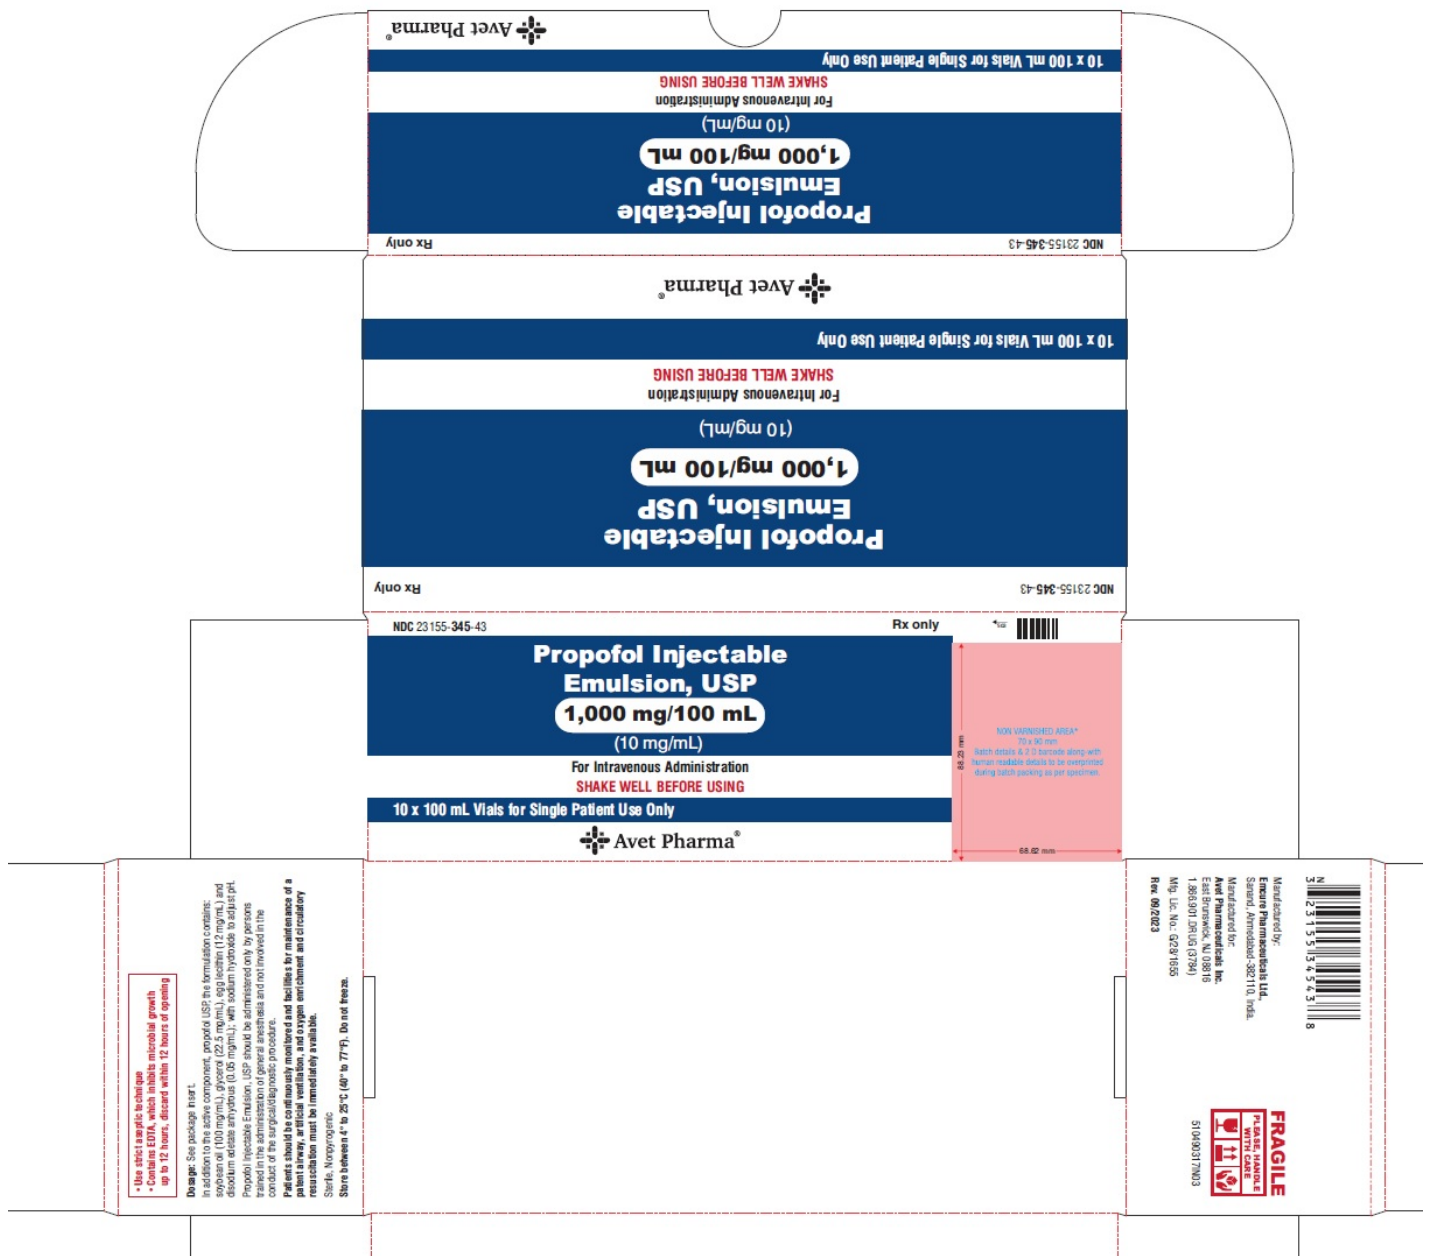 Avet Pharma®
10 x 100 mL Vials for Single Patient Use Only
SHAKE WELL BEFORE USING
For Intravenous Administration
(10 mg/mL)
1,000 mg/100 mL
Emulsion, USP
Propofol Injectable
Rx only
NDC 23155-345-43
Avet Pharma®
10 x 100 mL Vials for Single Patient Use Only
SHAKE WELL BEFORE USING
For Intravenous Administration
(10 mg/mL)
1,000 mg/100 mL
Emulsion, USP
Propofol Injectable
Rx only
NDC 23155-345-43
NDC 23155-345-43
Rx only
Propofol Injectable
Emulsion, USP
1,000 mg/100 mL
(10 mg/mL)
For Intravenous Administration
SHAKE WELL BEFORE USING
10 x 100 mL Vials for Single Patient Use Only
Avet Pharma®
88.23 mm
NON VARNISHED AREA*
70 x 90 mm
Batch details & 2 D barcode along-with
human readable details to be overprinted
during batch packing as per specimen.
68.62 mm
• Use strict aseptic technique
• Contains EDTA, which inhibits microbial growth
up to 12 hours, discard within 12 hours of opening
Dosage: See package insert.
In addition to the active component, propofol USP, the formulation contains:
soybean oil (100 mg/mL), glycerol (22.5 mg/mL), egg lecithin (12 mg/mL) and
disodium edetate anhydrous (0.05 mg/mL); with sodium hydroxide to adjust pH.
Propofol Injectable Emulsion, USP should be administered only by persons
trained in the administration of general anesthesia and not involved in the
conduct of the surgical/diagnostic procedure.
Patients should be continuously monitored and facilities for maintenance of a
patent airway, artificial ventilation, and oxygen enrichment and circulatory
resuscitation must be immediately available.
Sterile, Nonpyrogenic
Store between 4° to 25°C (40° to 77°F). Do not freeze.
N
3 23155 34543 8
Manufactured by:
Emcure Pharmaceuticals Ltd.,
Sanand, Ahmedabad-382110, India.
Manufactured for:
Avet Pharmaceuticals Inc.
East Brunswick, NJ 08816
1.866.901.DRUG (3784)
Mfg. Lic. No.: G/28/1655
Rev. 09/2023
FRAGILE
PLEASE, HANDLE
WITH CARE
510490317IN03